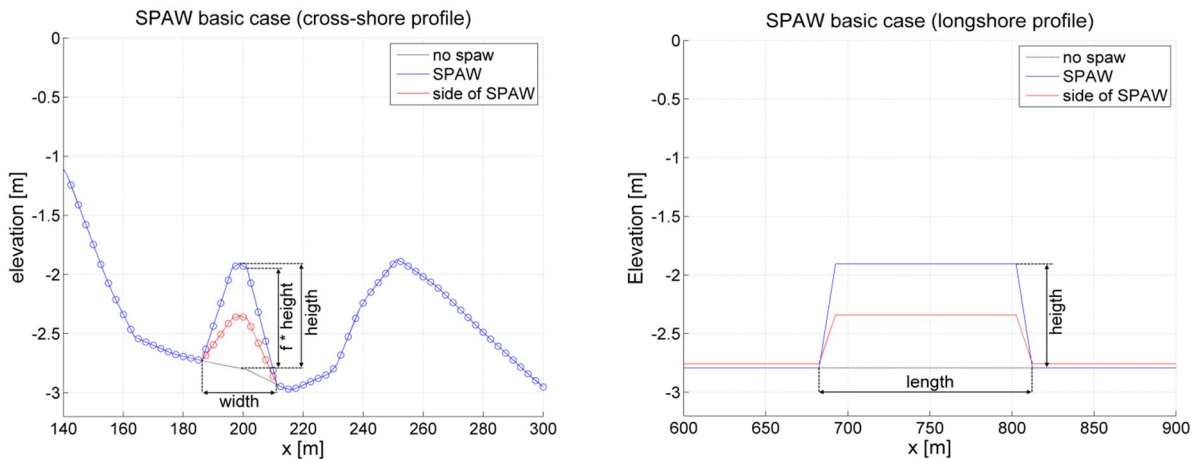 SPAW basic case (cross-shore profile)
0
-0.5
-1
-1.5
-2
-2.5
-3
elevation [m]
no spaw
SPAW
side of SPAW
f * height
heigth
width
140 160 180 200 220 240 260 280 300
x [m]
SPAW basic case (longshore profile)
0
-0.5
-1
-1.5
-2
-2.5
-3
Elevation [m]
no spaw
SPAW
side of SPAW
heigth
length
600 650 700 750 800 850 900
x [m]